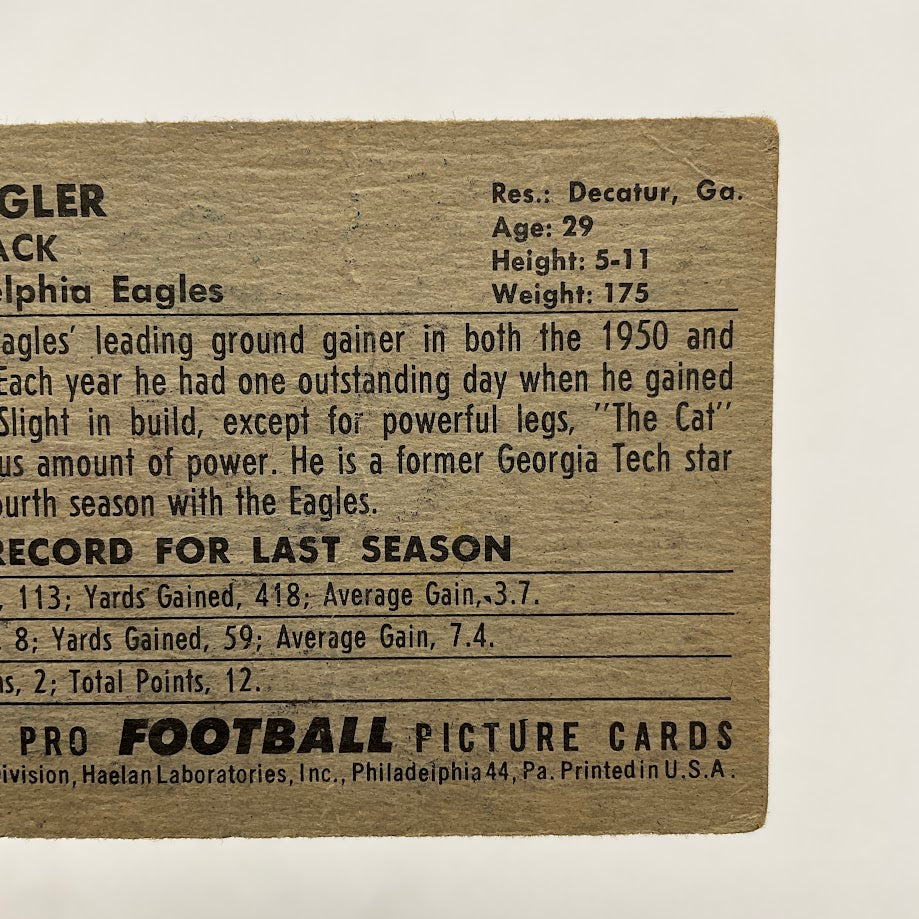 GLER
ACK
elphia Eagles
Res.: Decatur, Ga.
Age: 29
Height: 5-11
Weight: 175
agles' leading ground gainer in both the 1950 and
Each year he had one outstanding day when he gained
Slight in build, except for powerful legs, "The Cat"
us amount of power. He is a former Georgia Tech star
ourth season with the Eagles.
RECORD FOR LAST SEASON
, 113; Yards Gained, 418; Average Gain, 3.7.
. 8; Yards Gained, 59; Average Gain, 7.4.
ns, 2; Total Points, 12.
PRO FOOTBALL PICTURE CARDS
ivision, Haelan Laboratories, Inc., Philadelphia 44, Pa. Printed in U.S.A.